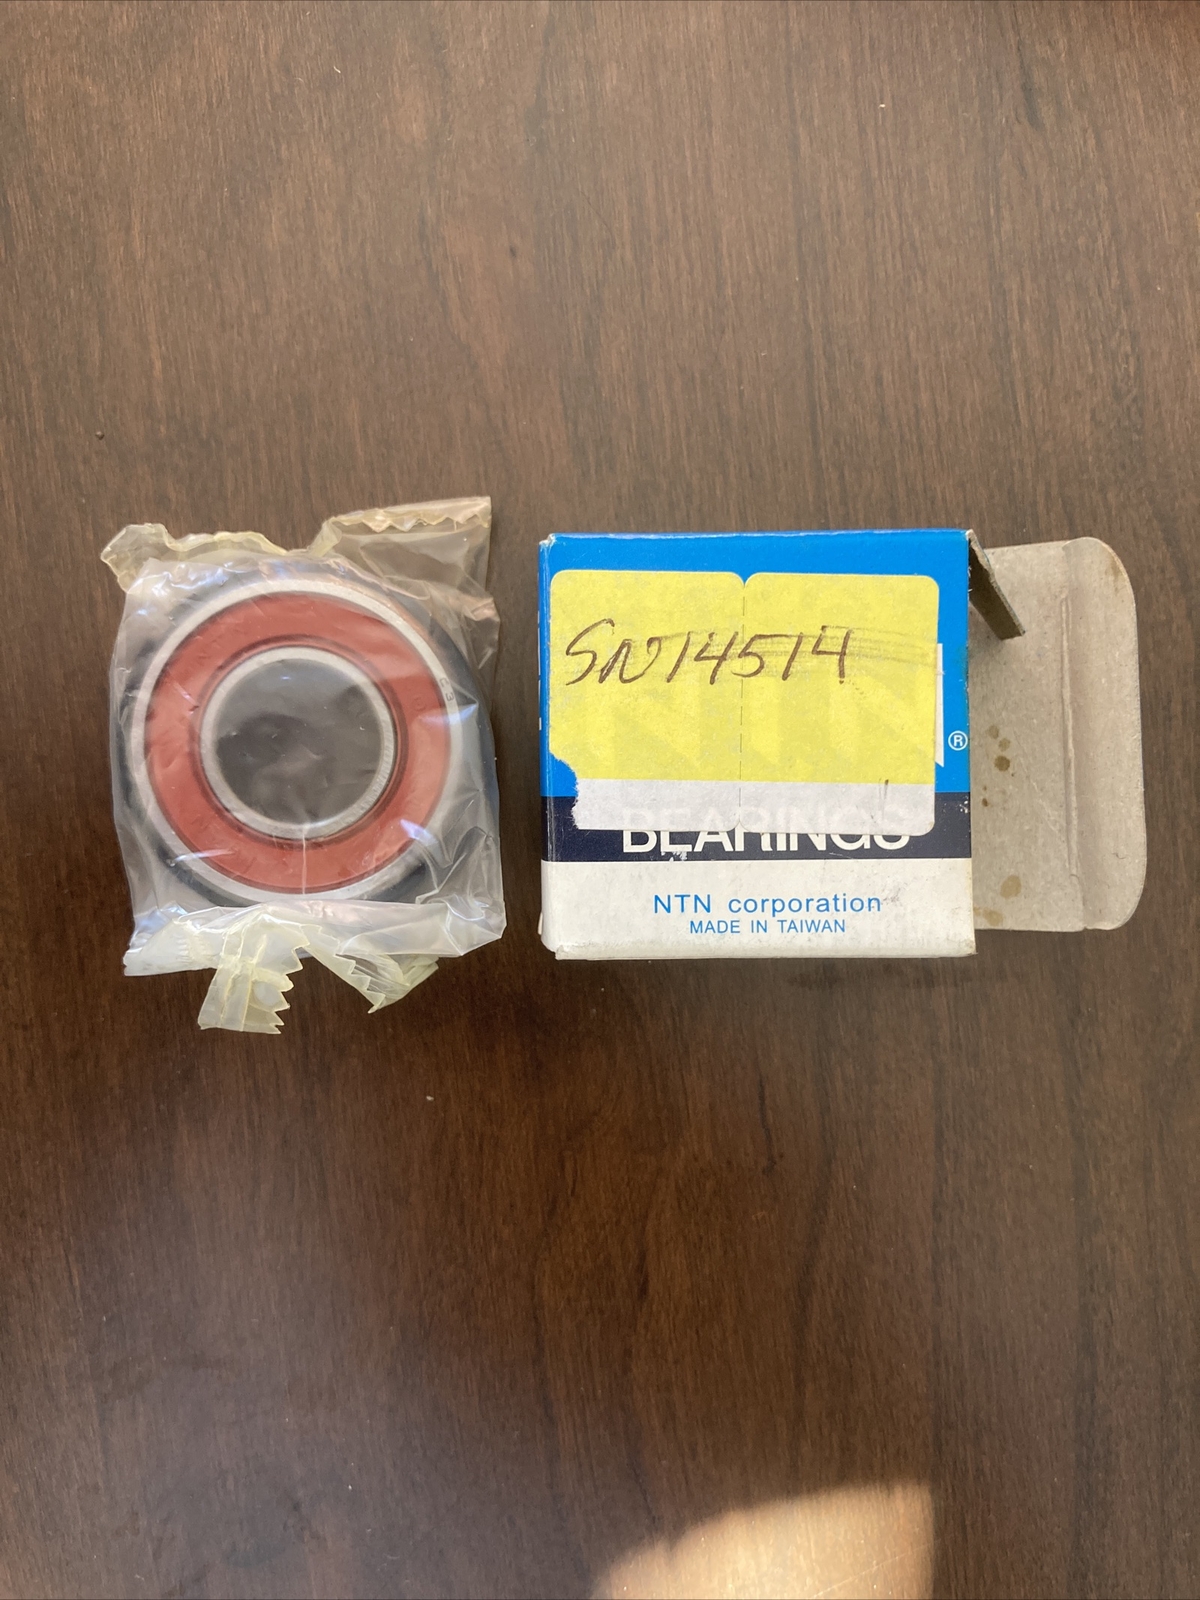 SN14514
®
BEARINGS
NTN corporation
MADE IN TAIWAN